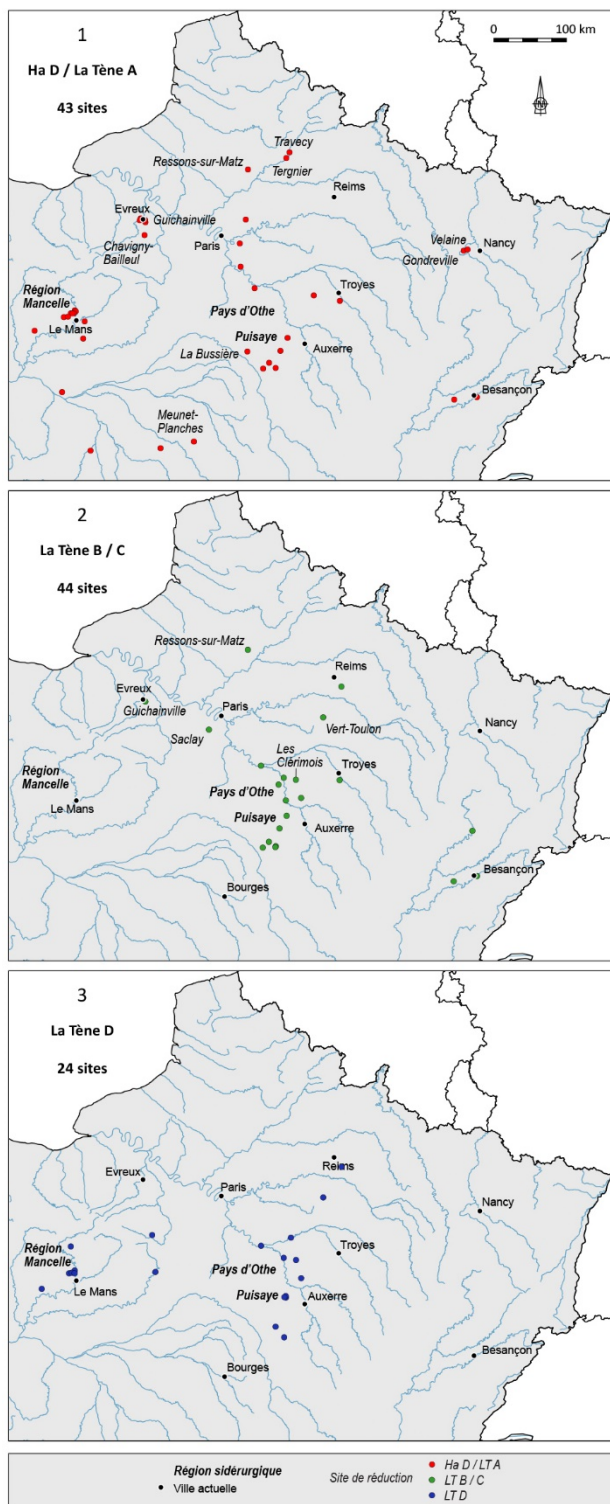 1
Ha D / La Tène A
43 sites
0
100 km
N
Travecy
Ressons-sur-Matz
Tergnier
Reims
Evreux
Guichainville
Paris
Chavigny-
Bailleul
Velaine
Nancy
Gondreville
Région
Mancelle
Le Mans
Troyes
Pays d'Othe
Puisaye
Auxerre
La Bussière
Besançon
Meunet-
Planches
2
La Tène B / C
44 sites
Ressons-sur-Matz
Reims
Evreux
Guichainville
Paris
Saclay
Vert-Toulon
Nancy
Les
Clérimois
Troyes
Région
Mancelle
Le Mans
Pays d'Othe
Puisaye
Auxerre
Besançon
Bourges
3
La Tène D
24 sites
Reims
Evreux
Paris
Nancy
Troyes
Région
Mancelle
Le Mans
Pays d'Othe
Puisaye
Auxerre
Besançon
Bourges
Région sidérurgique
Ville actuelle
Site de réduction
Ha D / LT A
LT B / C
LT D